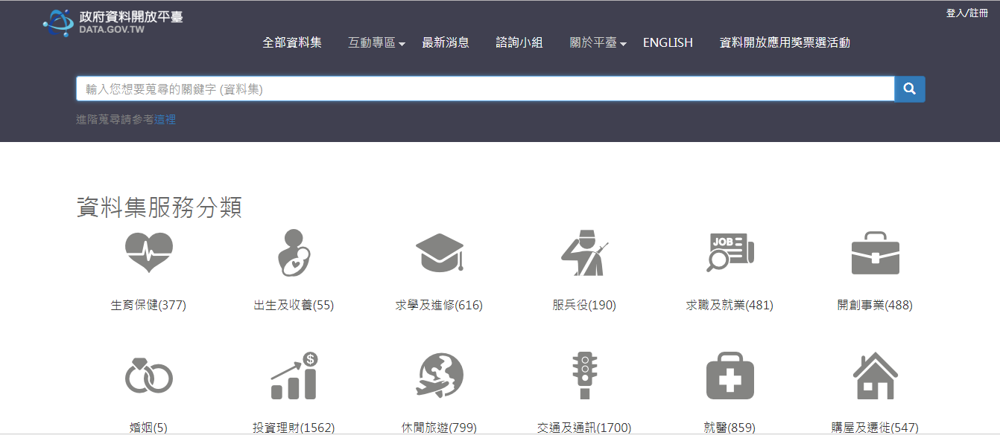 政府資料開放平臺
DATA.GOV.TW
登入/註冊
全部資料集 互動專區 最新消息 諮詢小組 關於平臺 ENGLISH 資料開放應用獎票選活動
輸入您想要蒐尋的關鍵字 (資料集)
進階蒐尋請參考這裡
資料集服務分類
JOB
生育保健(377) 出生及收養(55) 求學及進修(616) 服兵役(190) 求職及就業(481) 開創事業(488)
$
婚姻(5) 投資理財(1562) 休閒旅遊(799) 交通及通訊(1700) 就醫(859) 購屋及遷徙(547)